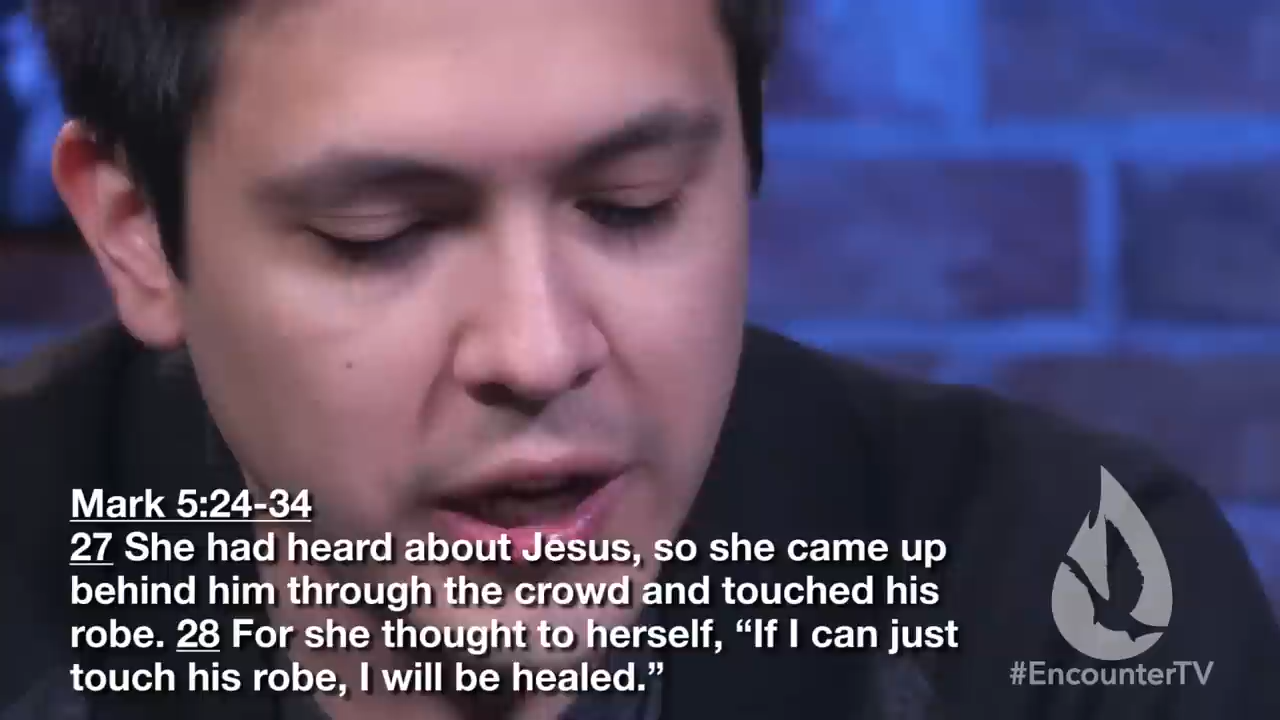 Mark 5:24-34
27 She had heard about Jesus, so she came up
behind him through the crowd and touched his
robe. 28 For she thought to herself, “If I can just
touch his robe, I will be healed.”
#EncounterTV